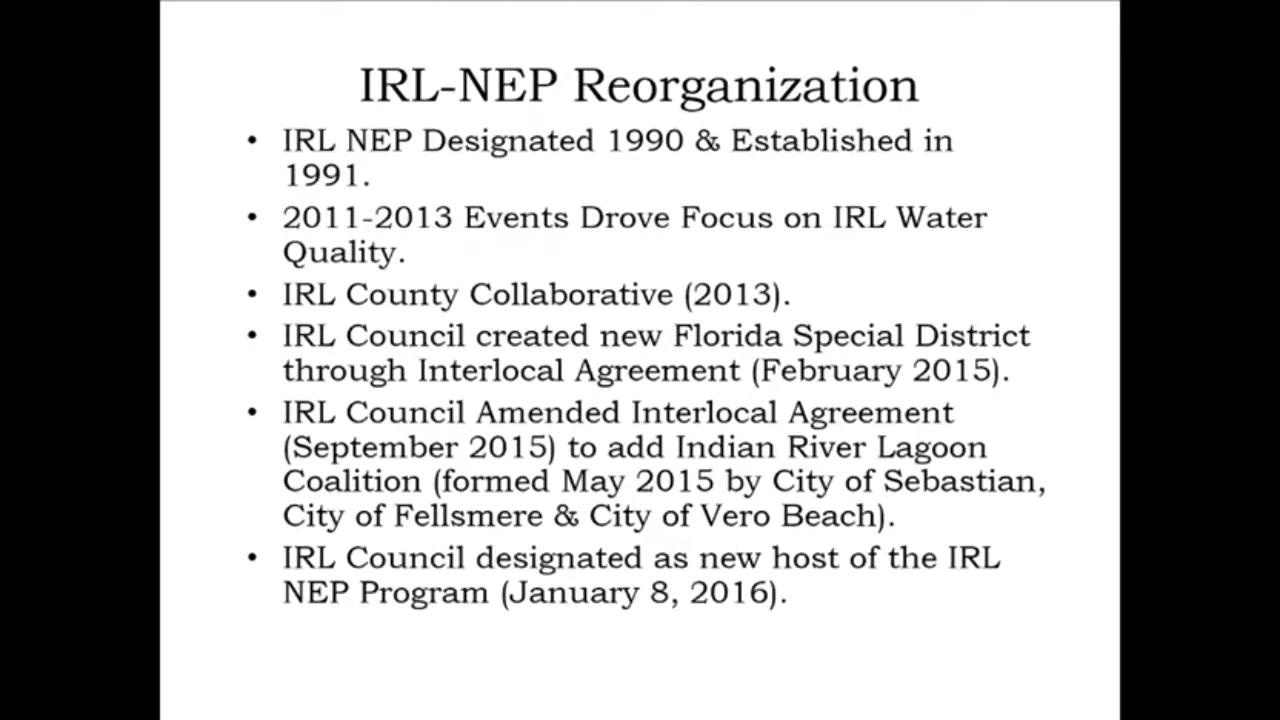 IRL-NEP Reorganization
• IRL NEP Designated 1990 & Established in
1991.
• 2011-2013 Events Drove Focus on IRL Water
Quality.
• IRL County Collaborative (2013).
• IRL Council created new Florida Special District
through Interlocal Agreement (February 2015).
• IRL Council Amended Interlocal Agreement
(September 2015) to add Indian River Lagoon
Coalition (formed May 2015 by City of Sebastian,
City of Fellsmere & City of Vero Beach).
• IRL Council designated as new host of the IRL
NEP Program (January 8, 2016).